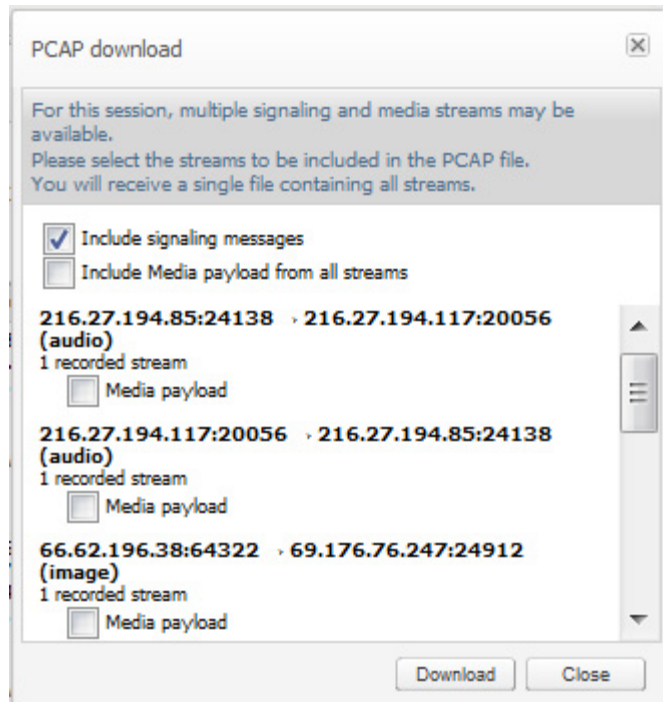 PCAP download
For this session, multiple signaling and media streams may be
available.
Please select the streams to be included in the PCAP file.
You will receive a single file containing all streams.
Include signaling messages
Include Media payload from all streams
216.27.194.85:24138 › 216.27.194.117:20056
(audio)
1 recorded stream
Media payload
216.27.194.117:20056 › 216.27.194.85:24138
(audio)
1 recorded stream
Media payload
66.62.196.38:64322 › 69.176.76.247:24912
(image)
1 recorded stream
Media payload
Download Close